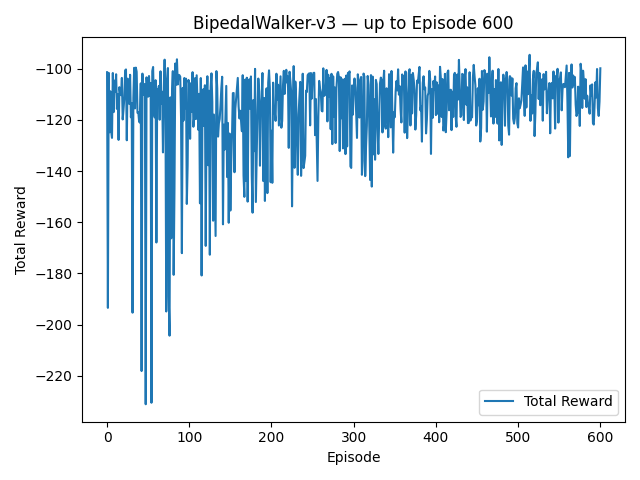 BipedalWalker-v3 — up to Episode 600
Total Reward
−100
−120
−140
−160
−180
−200
−220
0 100 200 300 400 500 600
Episode
Total Reward